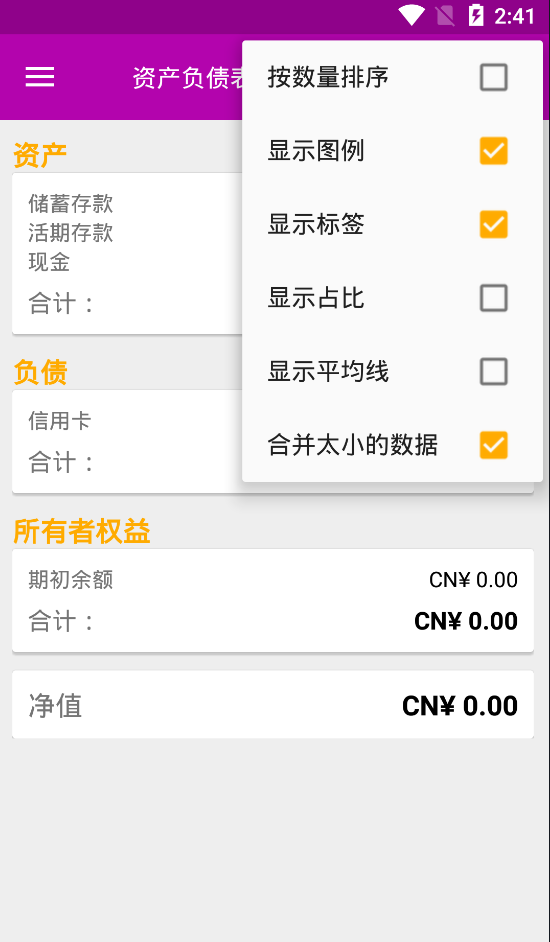 2:41
资产负债表
按数量排序
显示图例
显示标签
显示占比
显示平均线
合并太小的数据
资产
储蓄存款
活期存款
现金
合计：
负债
信用卡
合计：
所有者权益
期初余额 CN¥ 0.00
合计： CN¥ 0.00
净值 CN¥ 0.00